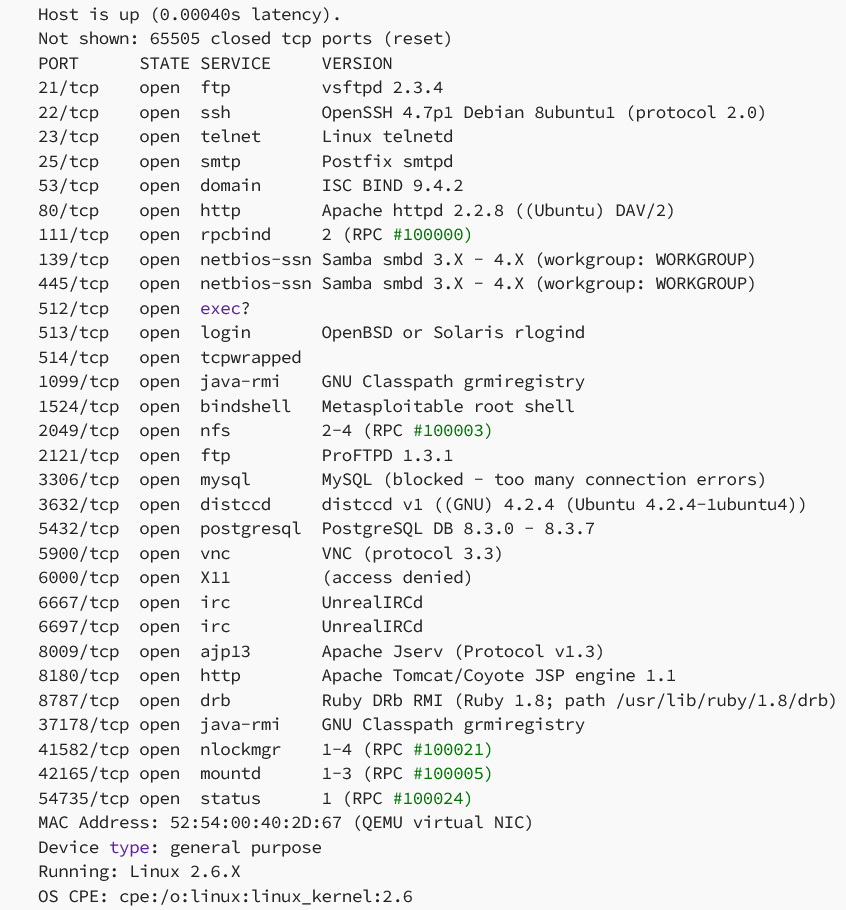 Host is up (0.00040s latency).
Not shown: 65505 closed tcp ports (reset)
PORT      STATE SERVICE     VERSION
21/tcp    open  ftp         vsftpd 2.3.4
22/tcp    open  ssh         OpenSSH 4.7p1 Debian 8ubuntu1 (protocol 2.0)
23/tcp    open  telnet      Linux telnetd
25/tcp    open  smtp        Postfix smtpd
53/tcp    open  domain      ISC BIND 9.4.2
80/tcp    open  http        Apache httpd 2.2.8 ((Ubuntu) DAV/2)
111/tcp   open  rpcbind     2 (RPC #100000)
139/tcp   open  netbios-ssn Samba smbd 3.X - 4.X (workgroup: WORKGROUP)
445/tcp   open  netbios-ssn Samba smbd 3.X - 4.X (workgroup: WORKGROUP)
512/tcp   open  exec?
513/tcp   open  login       OpenBSD or Solaris rlogind
514/tcp   open  tcpwrapped
1099/tcp  open  java-rmi    GNU Classpath grmiregistry
1524/tcp  open  bindshell   Metasploitable root shell
2049/tcp  open  nfs         2-4 (RPC #100003)
2121/tcp  open  ftp         ProFTPD 1.3.1
3306/tcp  open  mysql       MySQL (blocked - too many connection errors)
3632/tcp  open  distccd     distccd v1 ((GNU) 4.2.4 (Ubuntu 4.2.4-1ubuntu4))
5432/tcp  open  postgresql  PostgreSQL DB 8.3.0 - 8.3.7
5900/tcp  open  vnc         VNC (protocol 3.3)
6000/tcp  open  X11         (access denied)
6667/tcp  open  irc         UnrealIRCd
6697/tcp  open  irc         UnrealIRCd
8009/tcp  open  ajp13       Apache Jserv (Protocol v1.3)
8180/tcp  open  http        Apache Tomcat/Coyote JSP engine 1.1
8787/tcp  open  drb         Ruby DRb RMI (Ruby 1.8; path /usr/lib/ruby/1.8/drb)
37178/tcp open  java-rmi    GNU Classpath grmiregistry
41582/tcp open  nlockmgr    1-4 (RPC #100021)
42165/tcp open  mountd      1-3 (RPC #100005)
54735/tcp open  status      1 (RPC #100024)
MAC Address: 52:54:00:40:2D:67 (QEMU virtual NIC)
Device type: general purpose
Running: Linux 2.6.X
OS CPE: cpe:/o:linux:linux_kernel:2.6